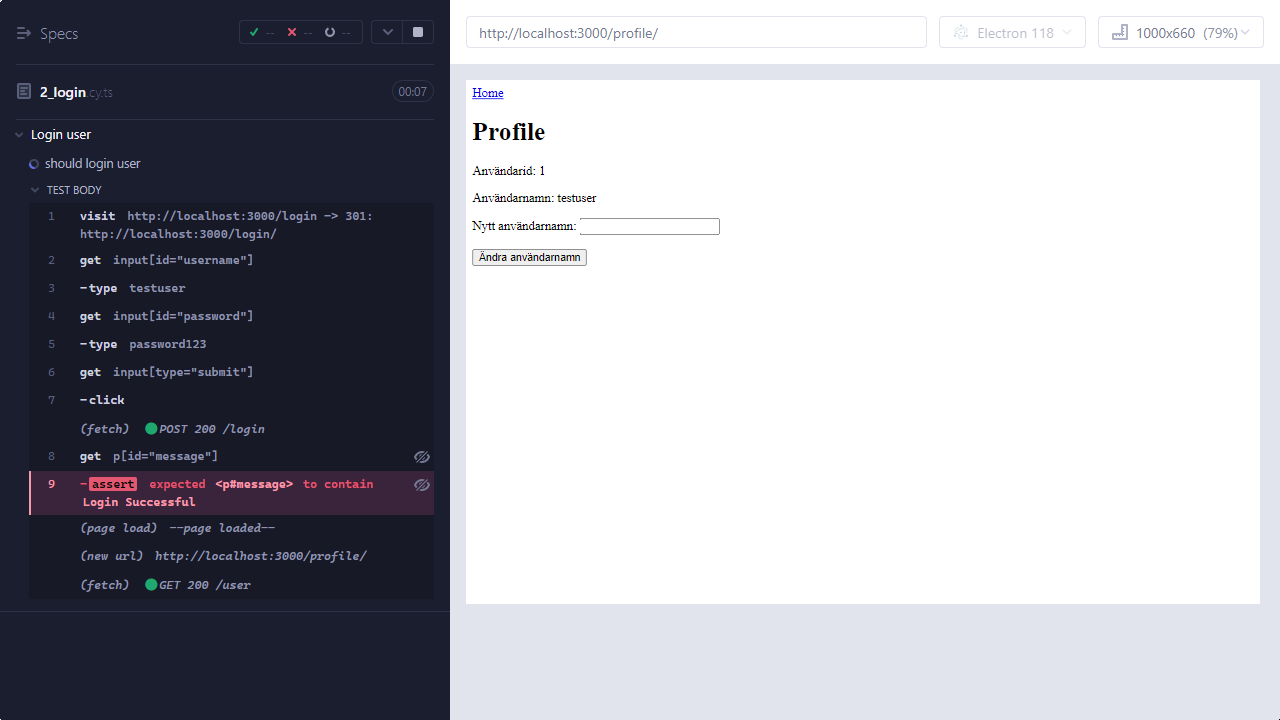 Specs
-- -- --
2_login.cy.ts
00:07
Login user
should login user
TEST BODY
1 visit http://localhost:3000/login -> 301:
http://localhost:3000/login/
2 get input[id="username"]
3 -type testuser
4 get input[id="password"]
5 -type password123
6 get input[type="submit"]
7 -click
(fetch) POST 200 /login
8 get p[id="message"]
9 -assert expected <p#message> to contain
Login Successful
(page load) --page loaded--
(new url) http://localhost:3000/profile/
(fetch) GET 200 /user
http://localhost:3000/profile/
Electron 118
1000x660 (79%)
Home
Profile
Användarid: 1
Användarnamn: testuser
Nytt användarnamn:
Ändra användarnamn